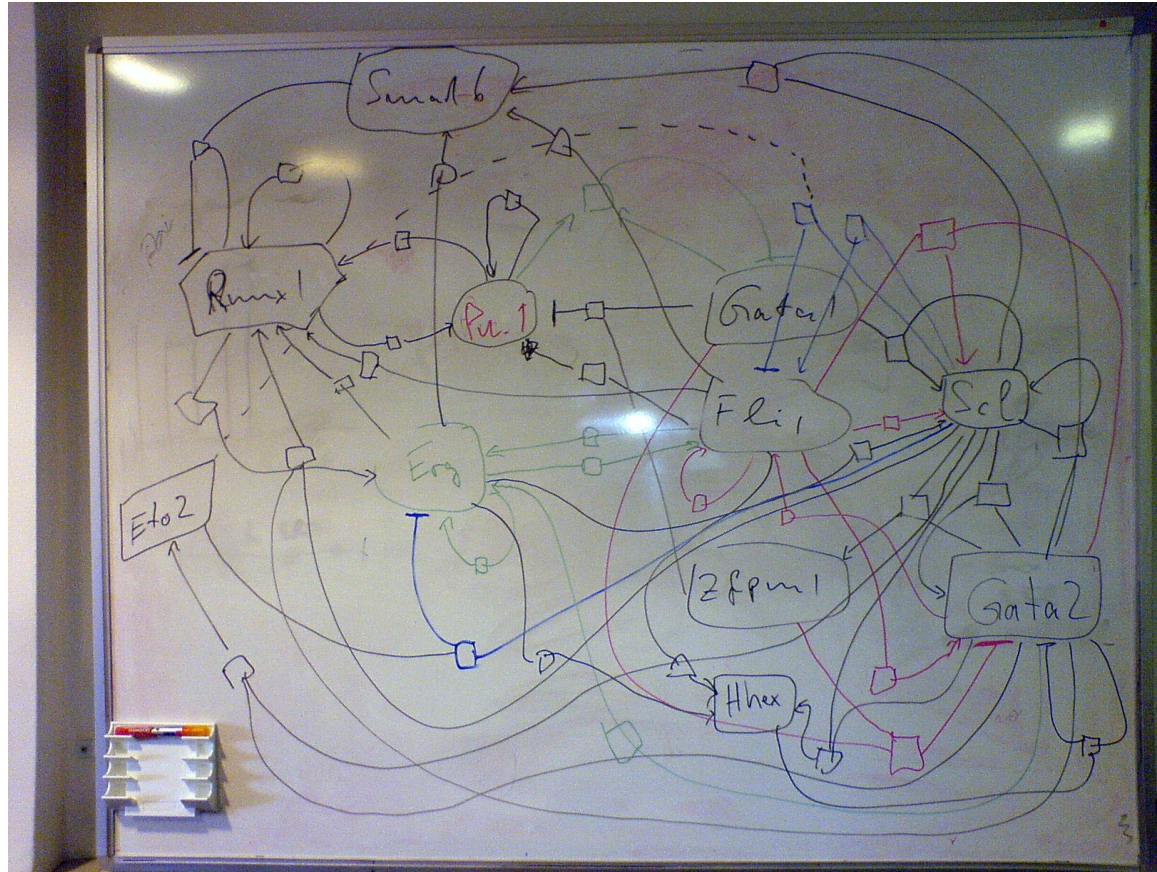 Smad6
Runx1
Pu.1
Gata1
Scl
Fli1
Erg
Eto2
Zfpm1
Gata2
Hhex